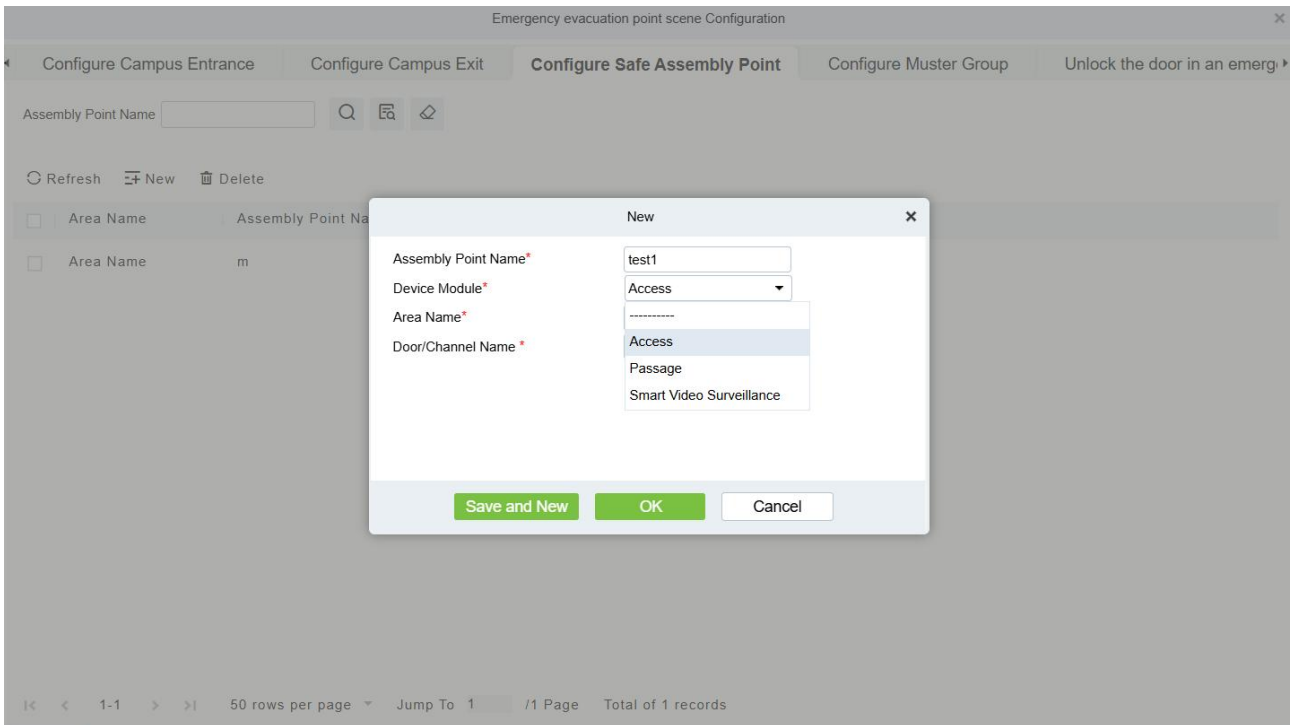 Emergency evacuation point scene Configuration
Configure Campus Entrance Configure Campus Exit Configure Safe Assembly Point Configure Muster Group Unlock the door in an emerg
Assembly Point Name
Refresh New Delete
Area Name Assembly Point Na
Area Name m
New
Assembly Point Name* test1
Device Module* Access
Area Name* ----------
Access
Door/Channel Name *
Passage
Smart Video Surveillance
Save and New OK Cancel
1-1 50 rows per page Jump To 1 /1 Page Total of 1 records